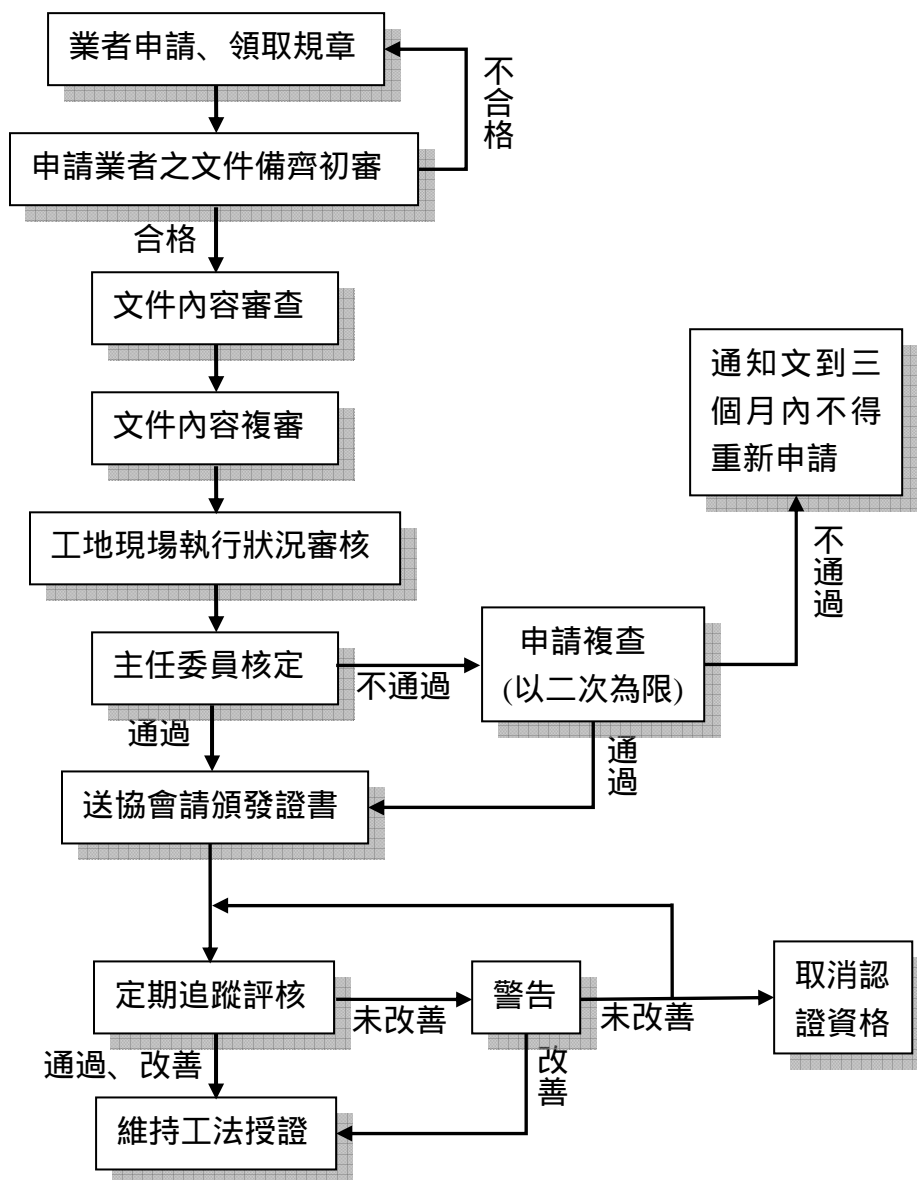 業者申請、領取規章
不合格
申請業者之文件備齊初審
合格
文件內容審查
文件內容複審
通知文到三
個月內不得
重新申請
工地現場執行狀況審核
不通過
主任委員核定
不通過
申請複查
(以二次為限)
通過
通過
送協會請頒發證書
定期追蹤評核
未改善
警告
未改善
取消認
證資格
通過、改善
改善
維持工法授證